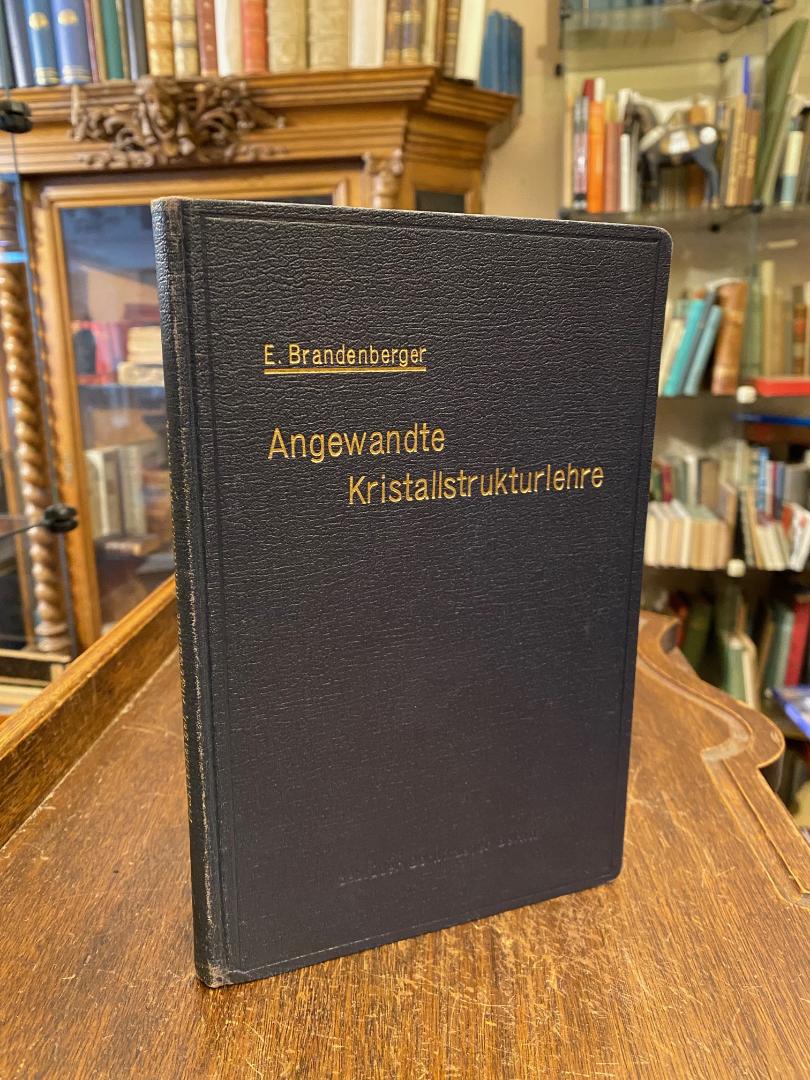 E. Brandenberger
Angewandte
Kristallstrukturlehre